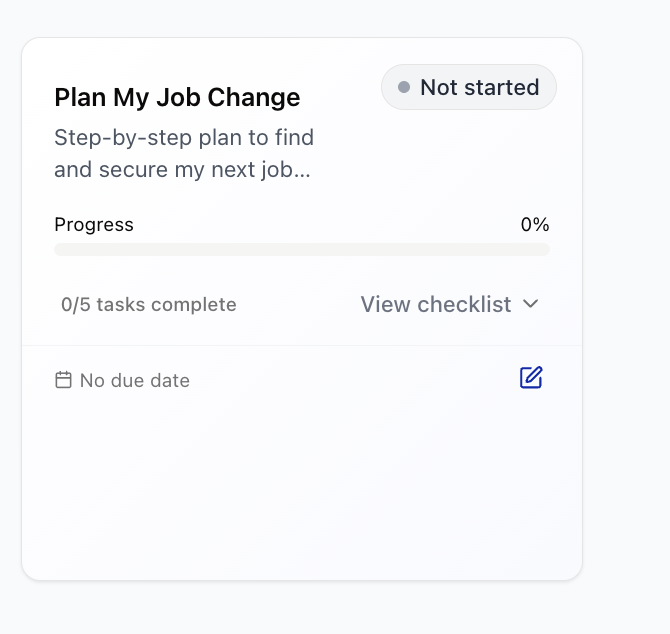 Plan My Job Change
Not started
Step-by-step plan to find
and secure my next job...
Progress
0%
0/5 tasks complete
View checklist
No due date